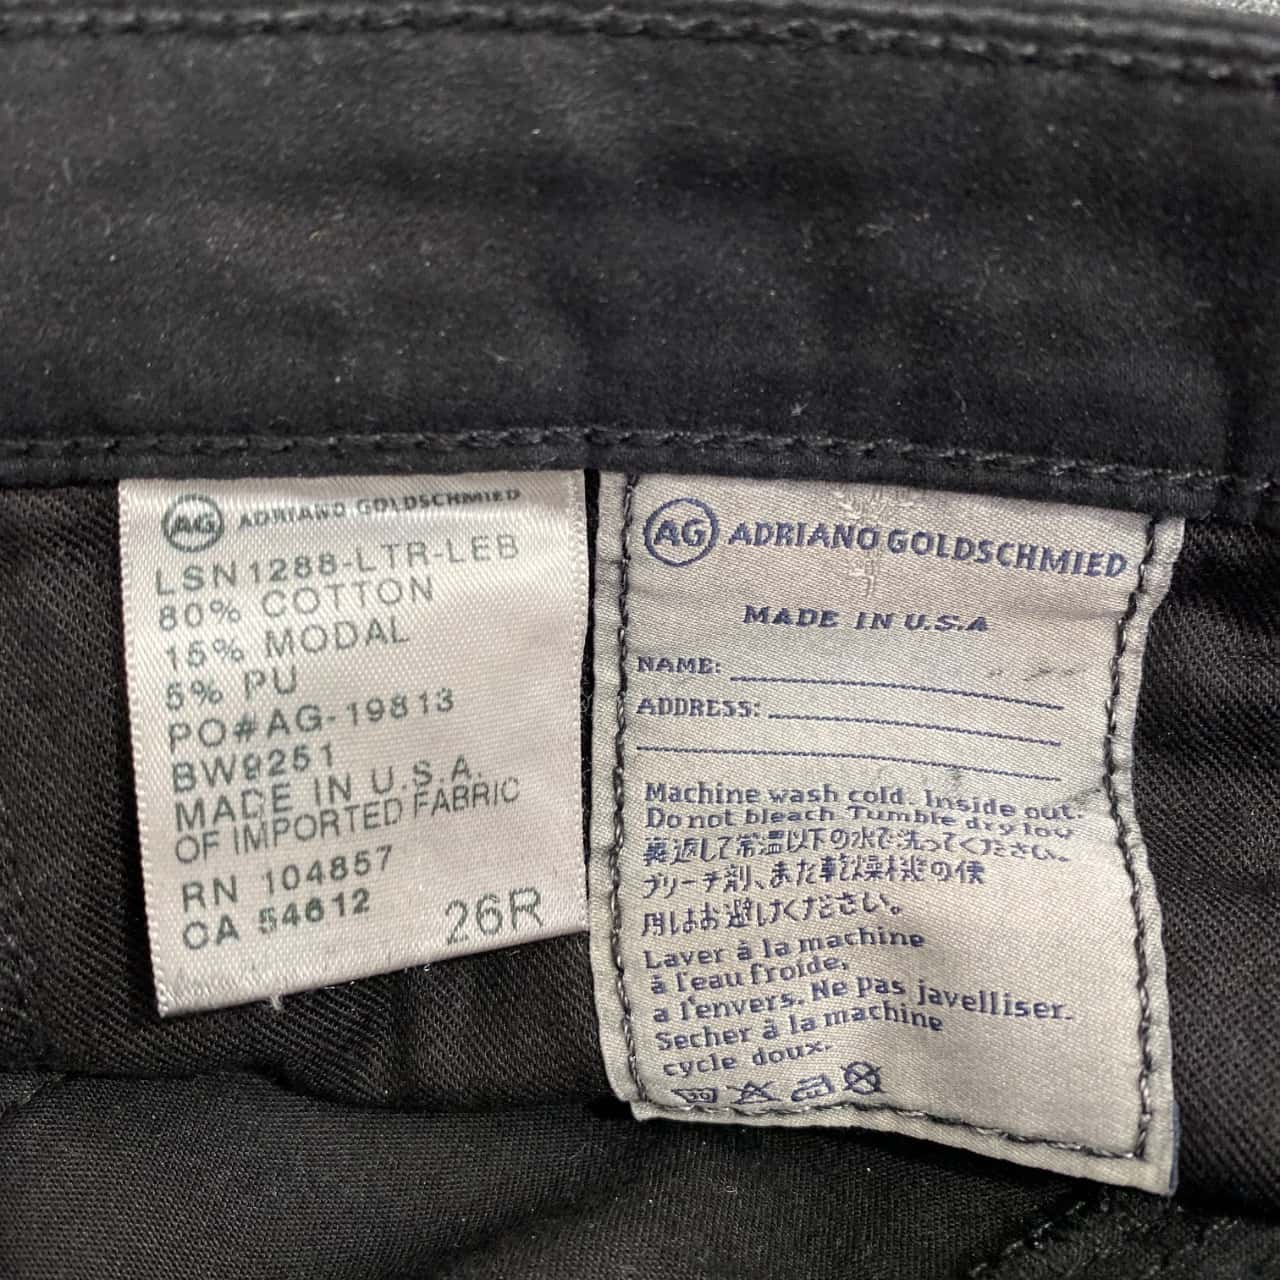 AG ADRIANO GOLDSCHMIED
LSN1288-LTR-LEB
80% COTTON
15% MODAL
5% PU
PO#AG-19813
BW9251
MADE IN U.S.A.
OF IMPORTED FABRIC
RN 104857
CA 54612
26R
AG ADRIANO GOLDSCHMIED
MADE IN U.S.A
NAME:
ADDRESS:
Machine wash cold. Inside out.
Do not bleach Tumble dry low
裏返して常温以下の水で洗ってください。
ブリーチ剤、また乾燥機の使
用はお避けください。
Laver à la machine
à l'eau froide,
a l'envers. Ne pas javelliser.
Secher à la machine
cycle doux.
30